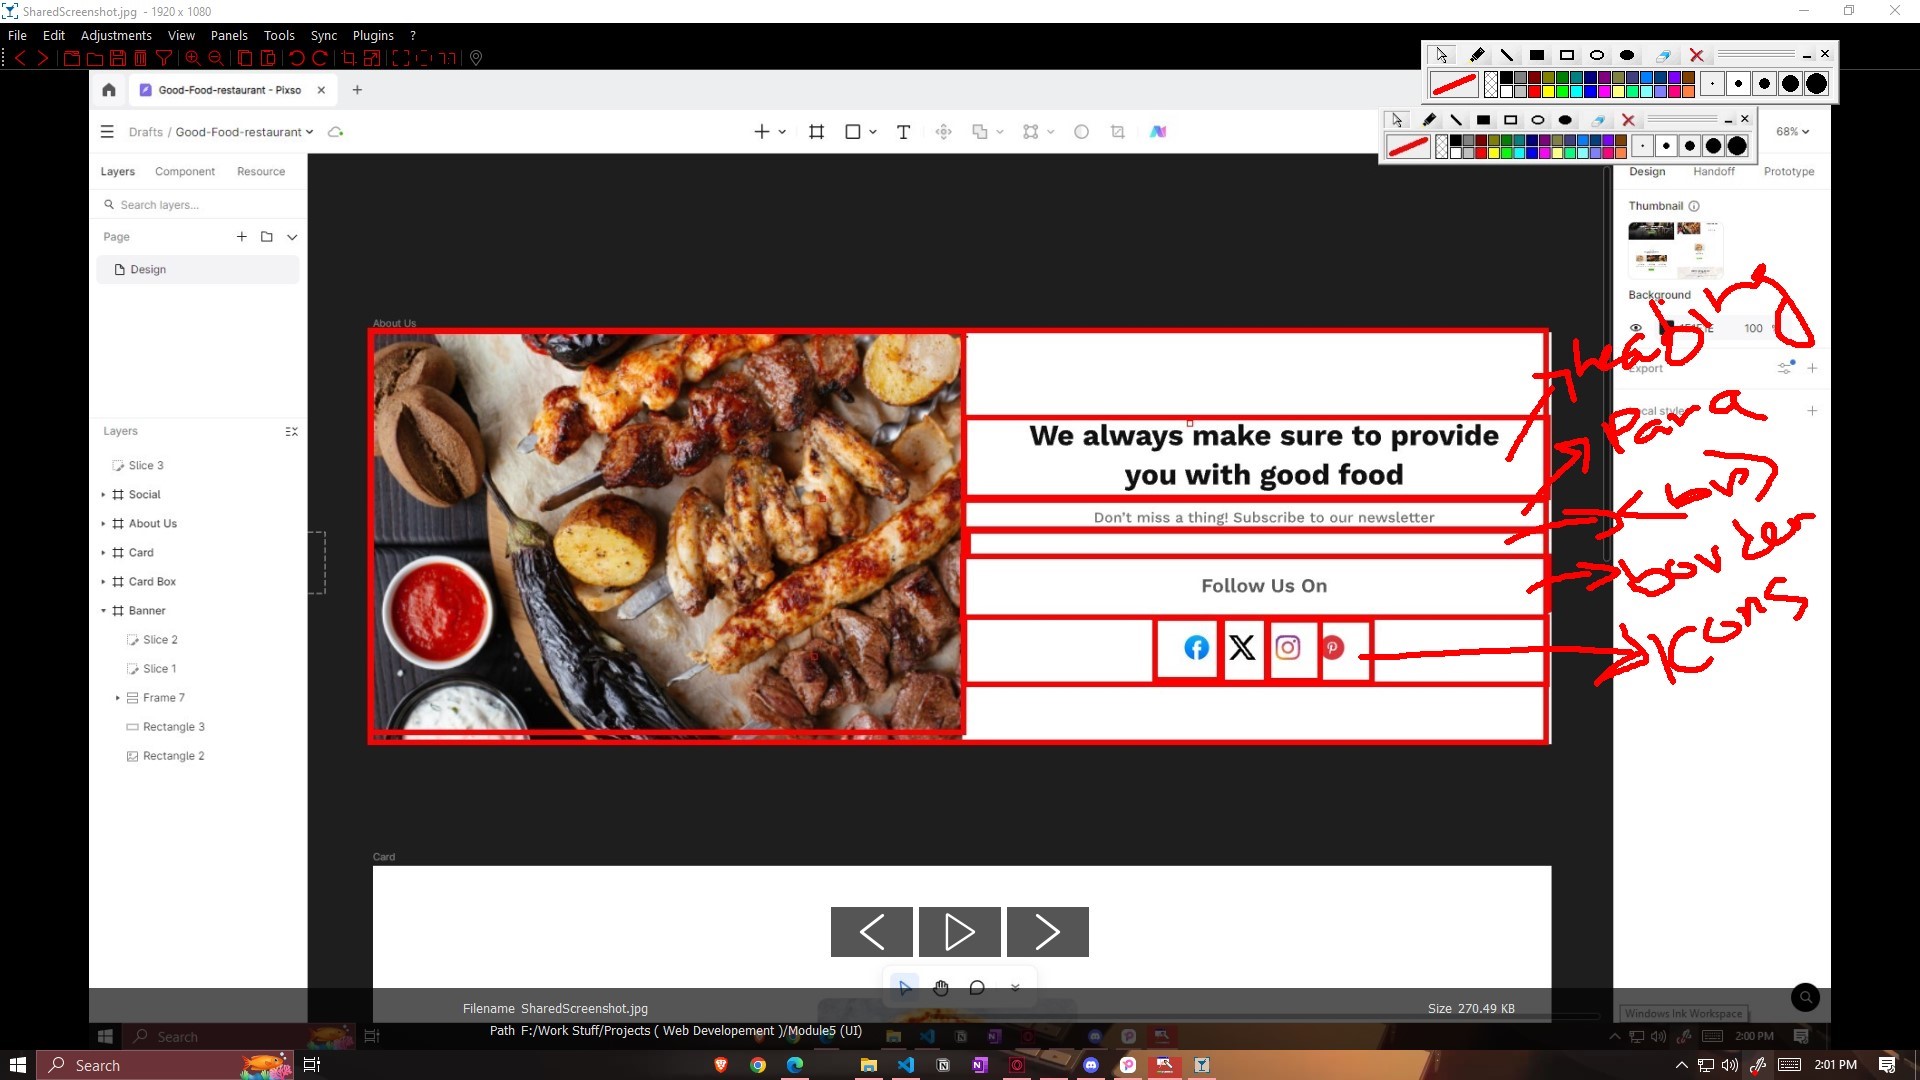 SharedScreenshot.jpg - 1920 x 1080
File Edit Adjustments View Panels Tools Sync Plugins ?
Good-Food-restaurant - Pixso
Drafts / Good-Food-restaurant
68%
Layers Component Resource
Design Handoff Prototype
Search layers...
Thumbnail
Page
Design
Background
100
Export
About Us
heading
Para
border
Icons
Layers
Slice 3
Social
About Us
Card
Card Box
Banner
Slice 2
Slice 1
Frame 7
Rectangle 3
Rectangle 2
We always make sure to provide
you with good food
Don't miss a thing! Subscribe to our newsletter
Follow Us On
Card
Filename SharedScreenshot.jpg
Size 270.49 KB
Path F:/Work Stuff/Projects ( Web Developement )/Module5 (UI)
Windows Ink Workspace
Search
2:00 PM
Search
2:01 PM